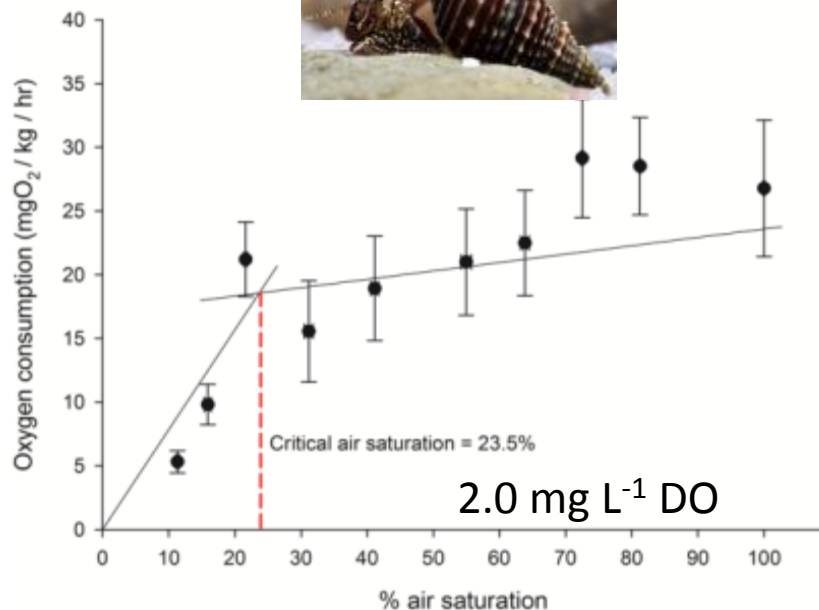 40
35
30
25
20
15
10
5
0
Oxygen consumption (mgO₂ / kg / hr)
Critical air saturation = 23.5%
2.0 mg L⁻¹ DO
0 10 20 30 40 50 60 70 80 90 100
% air saturation